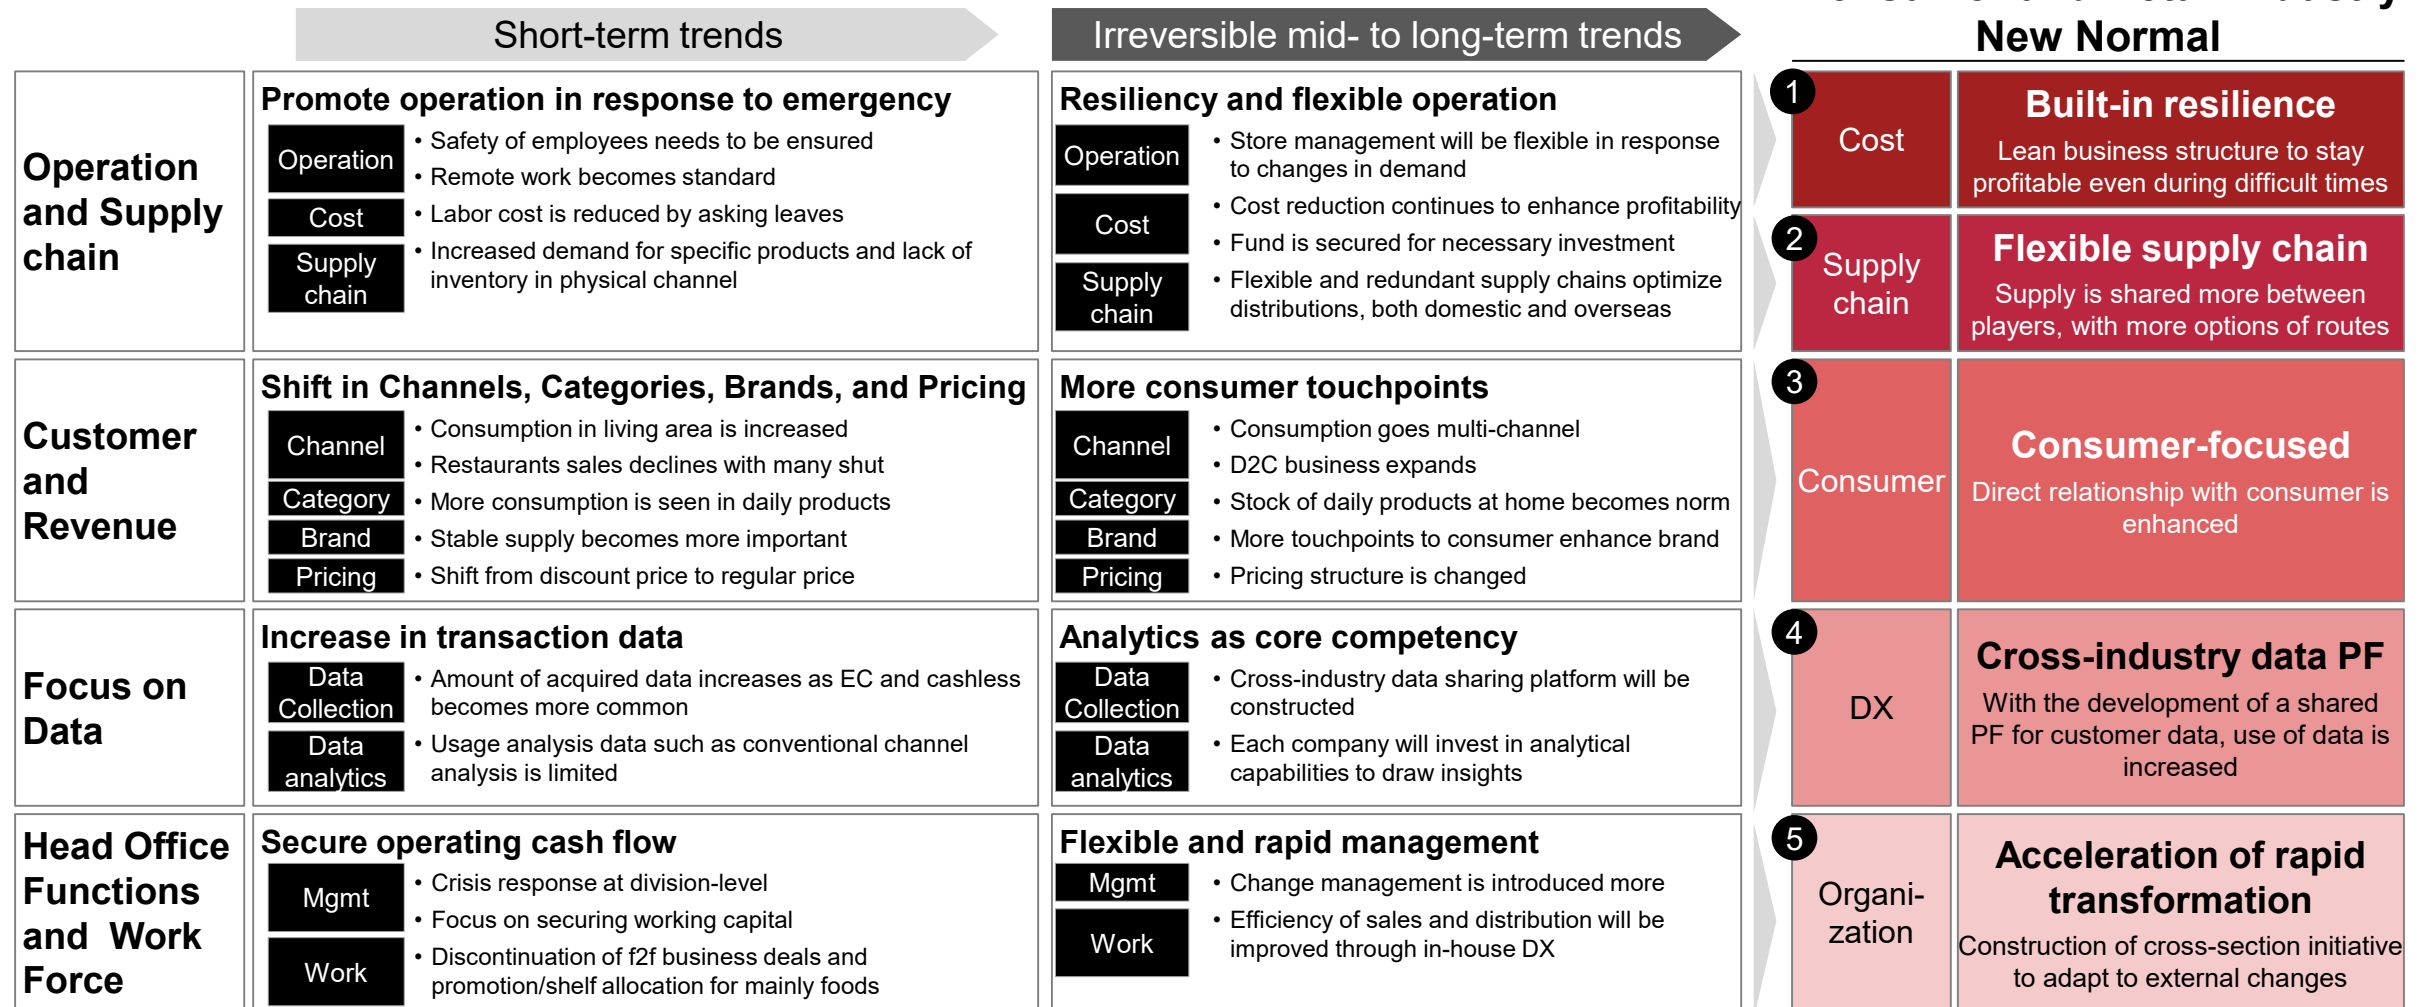 Short-term trends
Irreversible mid- to long-term trends
New Normal
Operation
and Supply
chain
Promote operation in response to emergency
Operation
• Safety of employees needs to be ensured
• Remote work becomes standard
Cost
• Labor cost is reduced by asking leaves
Supply
chain
• Increased demand for specific products and lack of
inventory in physical channel
Resiliency and flexible operation
Operation
• Store management will be flexible in response
to changes in demand
Cost
• Cost reduction continues to enhance profitability
• Fund is secured for necessary investment
Supply
chain
• Flexible and redundant supply chains optimize
distributions, both domestic and overseas
1
Cost
Built-in resilience
Lean business structure to stay
profitable even during difficult times
2
Supply
chain
Flexible supply chain
Supply is shared more between
players, with more options of routes
Customer
and
Revenue
Shift in Channels, Categories, Brands, and Pricing
Channel
• Consumption in living area is increased
• Restaurants sales declines with many shut
Category
• More consumption is seen in daily products
Brand
• Stable supply becomes more important
Pricing
• Shift from discount price to regular price
More consumer touchpoints
Channel
• Consumption goes multi-channel
• D2C business expands
Category
• Stock of daily products at home becomes norm
Brand
• More touchpoints to consumer enhance brand
Pricing
• Pricing structure is changed
3
Consumer
Consumer-focused
Direct relationship with consumer is
enhanced
Focus on
Data
Increase in transaction data
Data
Collection
• Amount of acquired data increases as EC and cashless
becomes more common
Data
analytics
• Usage analysis data such as conventional channel
analysis is limited
Analytics as core competency
Data
Collection
• Cross-industry data sharing platform will be
constructed
Data
analytics
• Each company will invest in analytical
capabilities to draw insights
4
DX
Cross-industry data PF
With the development of a shared
PF for customer data, use of data is
increased
Head Office
Functions
and Work
Force
Secure operating cash flow
Mgmt
• Crisis response at division-level
• Focus on securing working capital
Work
• Discontinuation of f2f business deals and
promotion/shelf allocation for mainly foods
Flexible and rapid management
Mgmt
• Change management is introduced more
Work
• Efficiency of sales and distribution will be
improved through in-house DX
5
Organi-
zation
Acceleration of rapid
transformation
Construction of cross-section initiative
to adapt to external changes